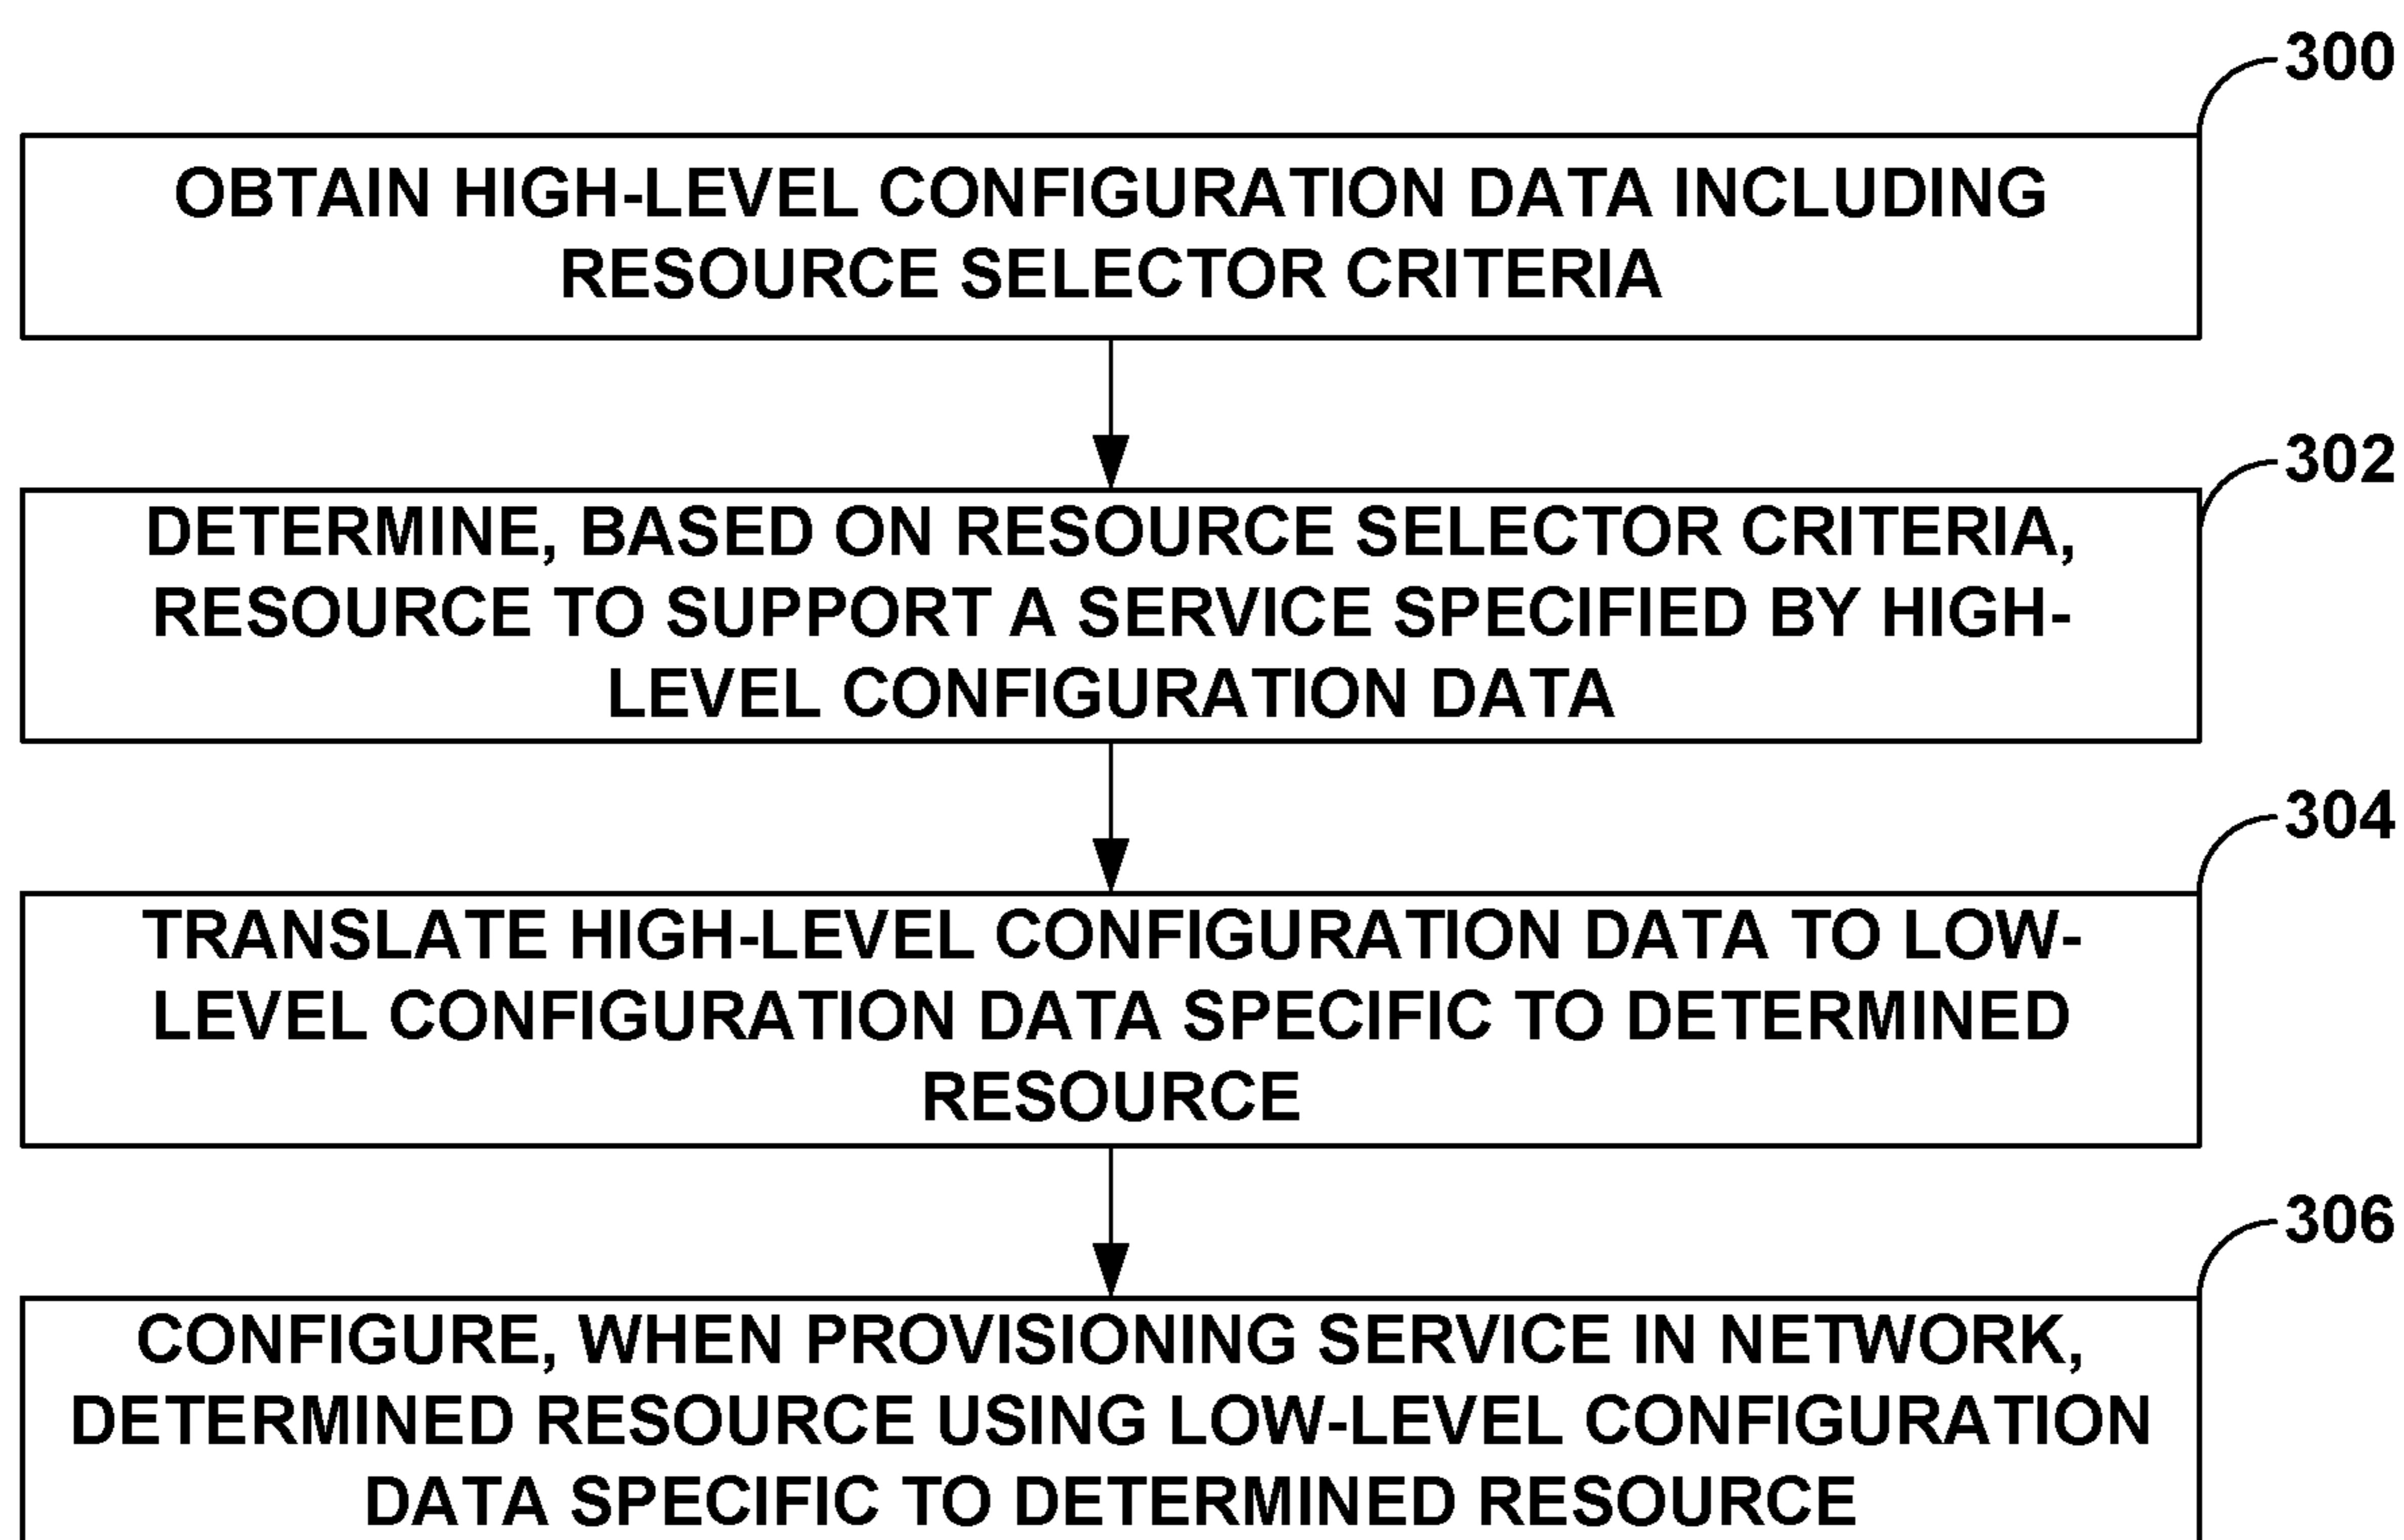 300
OBTAIN HIGH-LEVEL CONFIGURATION DATA INCLUDING
RESOURCE SELECTOR CRITERIA
302
DETERMINE, BASED ON RESOURCE SELECTOR CRITERIA,
RESOURCE TO SUPPORT A SERVICE SPECIFIED BY HIGH-
LEVEL CONFIGURATION DATA
304
TRANSLATE HIGH-LEVEL CONFIGURATION DATA TO LOW-
LEVEL CONFIGURATION DATA SPECIFIC TO DETERMINED
RESOURCE
306
CONFIGURE, WHEN PROVISIONING SERVICE IN NETWORK,
DETERMINED RESOURCE USING LOW-LEVEL CONFIGURATION
DATA SPECIFIC TO DETERMINED RESOURCE